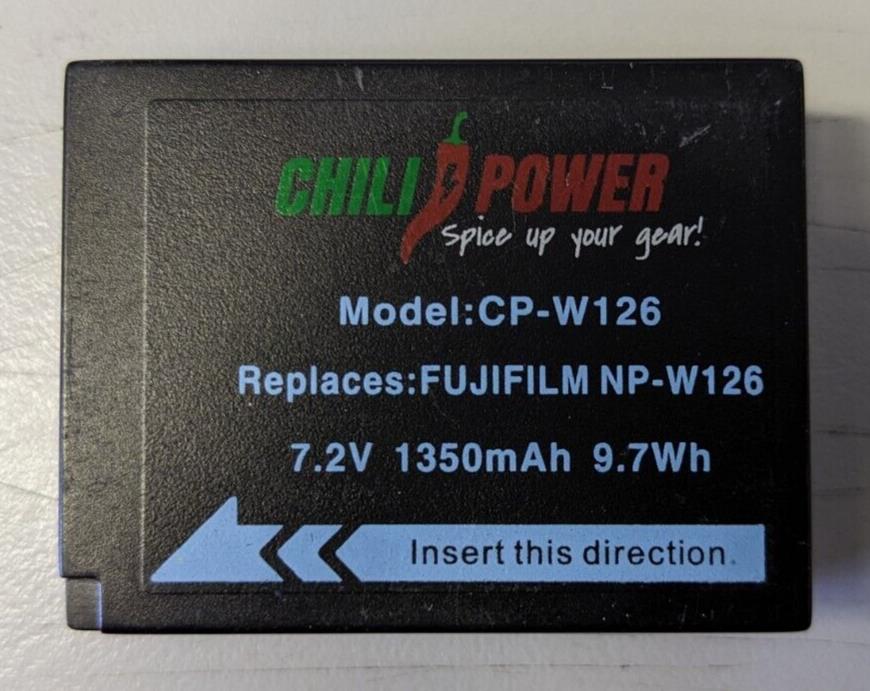 CHILI POWER
Spice up your gear!
Model:CP-W126
Replaces:FUJIFILM NP-W126
7.2V 1350mAh 9.7Wh
Insert this direction.